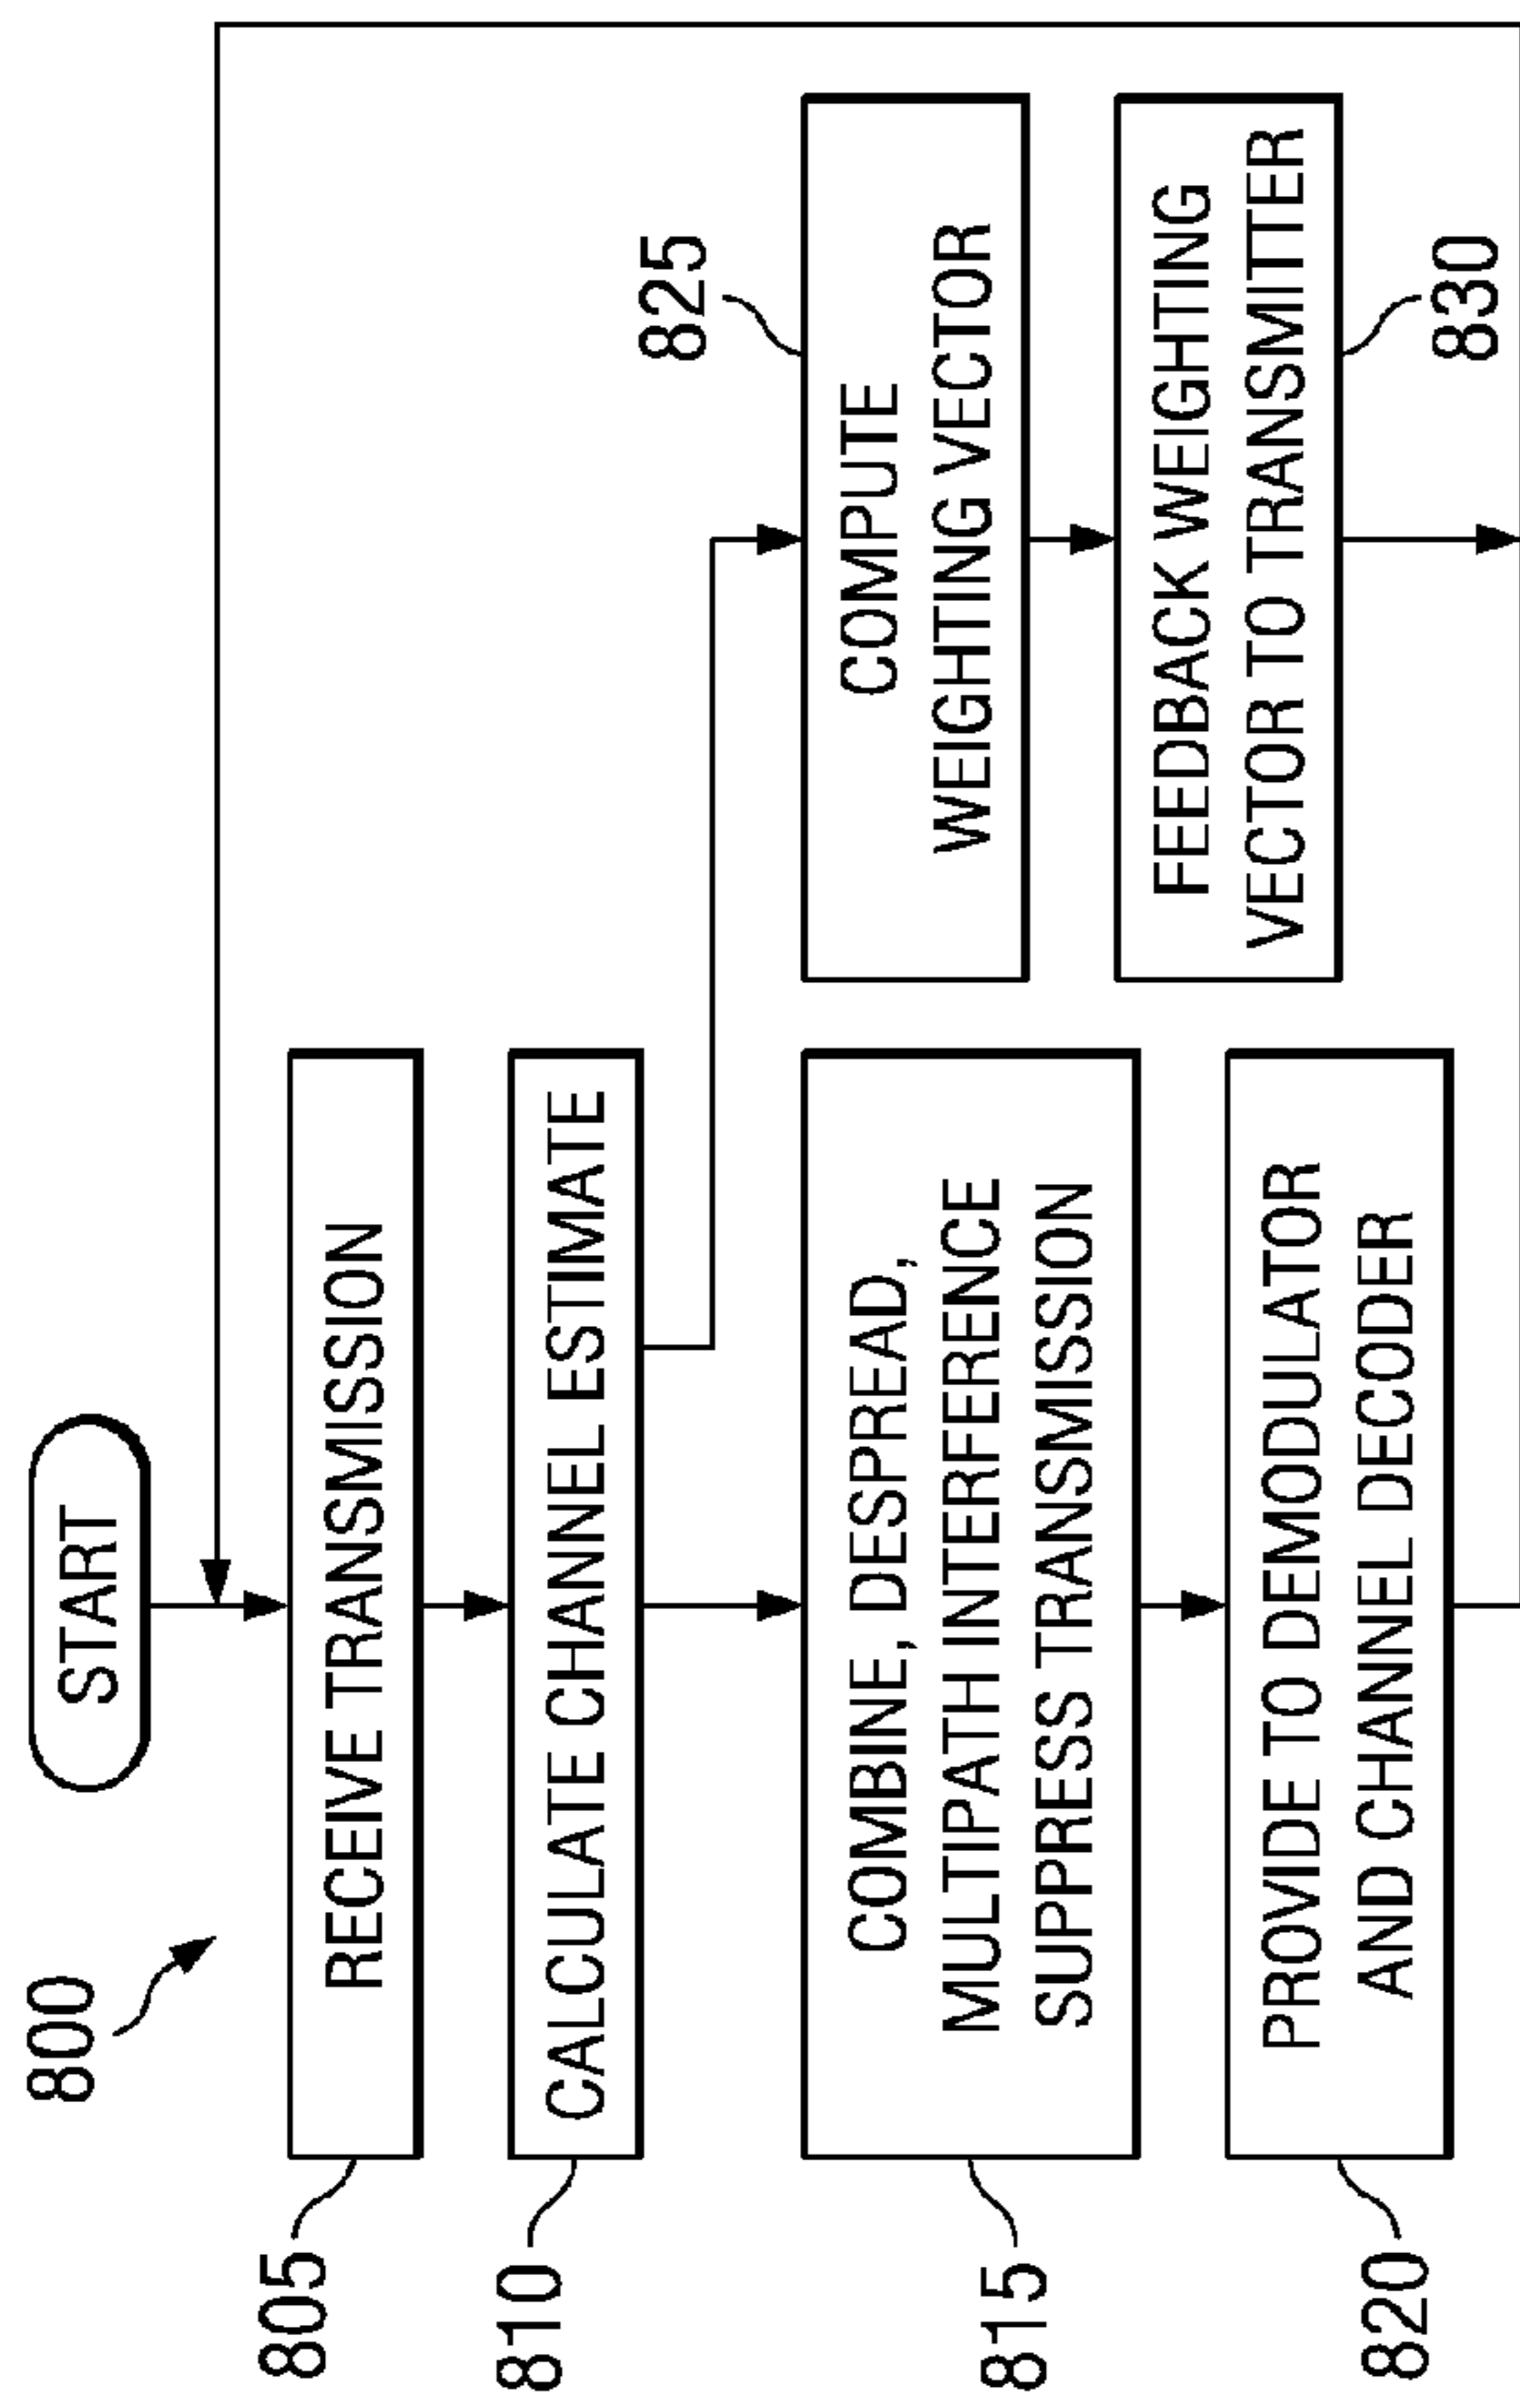 800
START
805
RECEIVE TRANSMISSION
810
CALCULATE CHANNEL ESTIMATE
815
COMBINE, DESPREAD,
MULTIPATH INTERFERENCE
SUPPRESS TRANSMISSION
820
PROVIDE TO DEMODULATOR
AND CHANNEL DECODER
825
COMPUTE
WEIGHTING VECTOR
FEEDBACK WEIGHTING
VECTOR TO TRANSMITTER
830